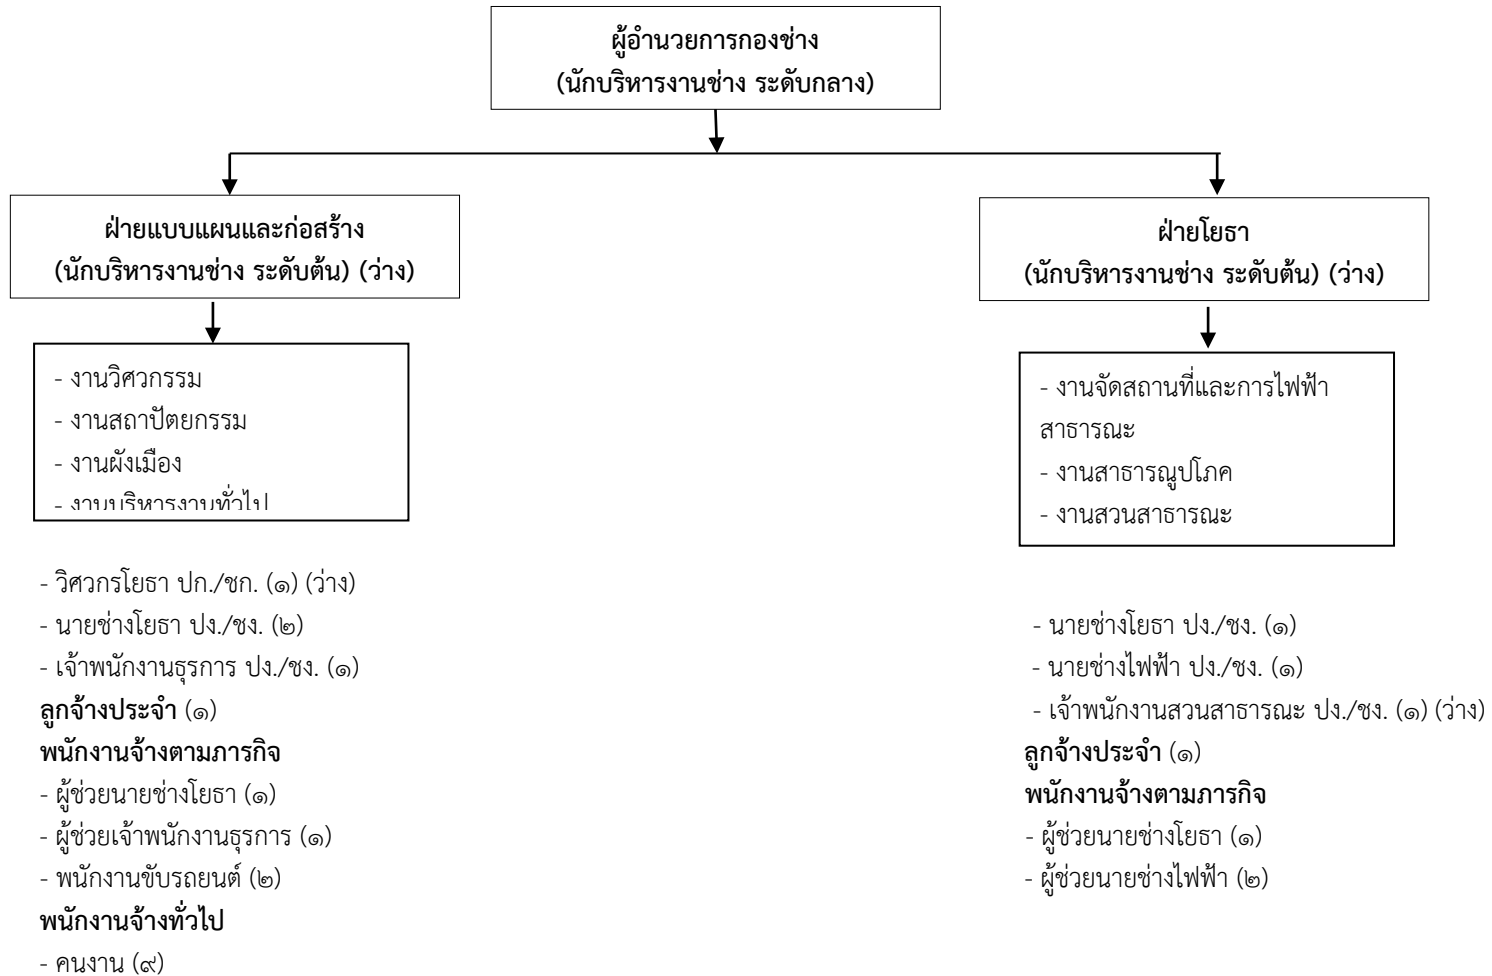 ผู้อำนวยการกองช่าง
(นักบริหารงานช่าง ระดับกลาง)
ฝ่ายแบบแผนและก่อสร้าง
(นักบริหารงานช่าง ระดับต้น) (ว่าง)
- งานวิศวกรรม
- งานสถาปัตยกรรม
- งานผังเมือง
- งานบริหารงานทั่วไป
- วิศวกรโยธา ปก./ชก. (๑) (ว่าง)
- นายช่างโยธา ปง./ชง. (๒)
- เจ้าพนักงานธุรการ ปง./ชง. (๑)
ลูกจ้างประจำ (๑)
พนักงานจ้างตามภารกิจ
- ผู้ช่วยนายช่างโยธา (๑)
- ผู้ช่วยเจ้าพนักงานธุรการ (๑)
- พนักงานขับรถยนต์ (๒)
พนักงานจ้างทั่วไป
- คนงาน (๙)
ฝ่ายโยธา
(นักบริหารงานช่าง ระดับต้น) (ว่าง)
- งานจัดสถานที่และการไฟฟ้า
สาธารณะ
- งานสาธารณูปโภค
- งานสวนสาธารณะ
- นายช่างโยธา ปง./ชง. (๑)
- นายช่างไฟฟ้า ปง./ชง. (๑)
- เจ้าพนักงานสวนสาธารณะ ปง./ชง. (๑) (ว่าง)
ลูกจ้างประจำ (๑)
พนักงานจ้างตามภารกิจ
- ผู้ช่วยนายช่างโยธา (๑)
- ผู้ช่วยนายช่างไฟฟ้า (๒)